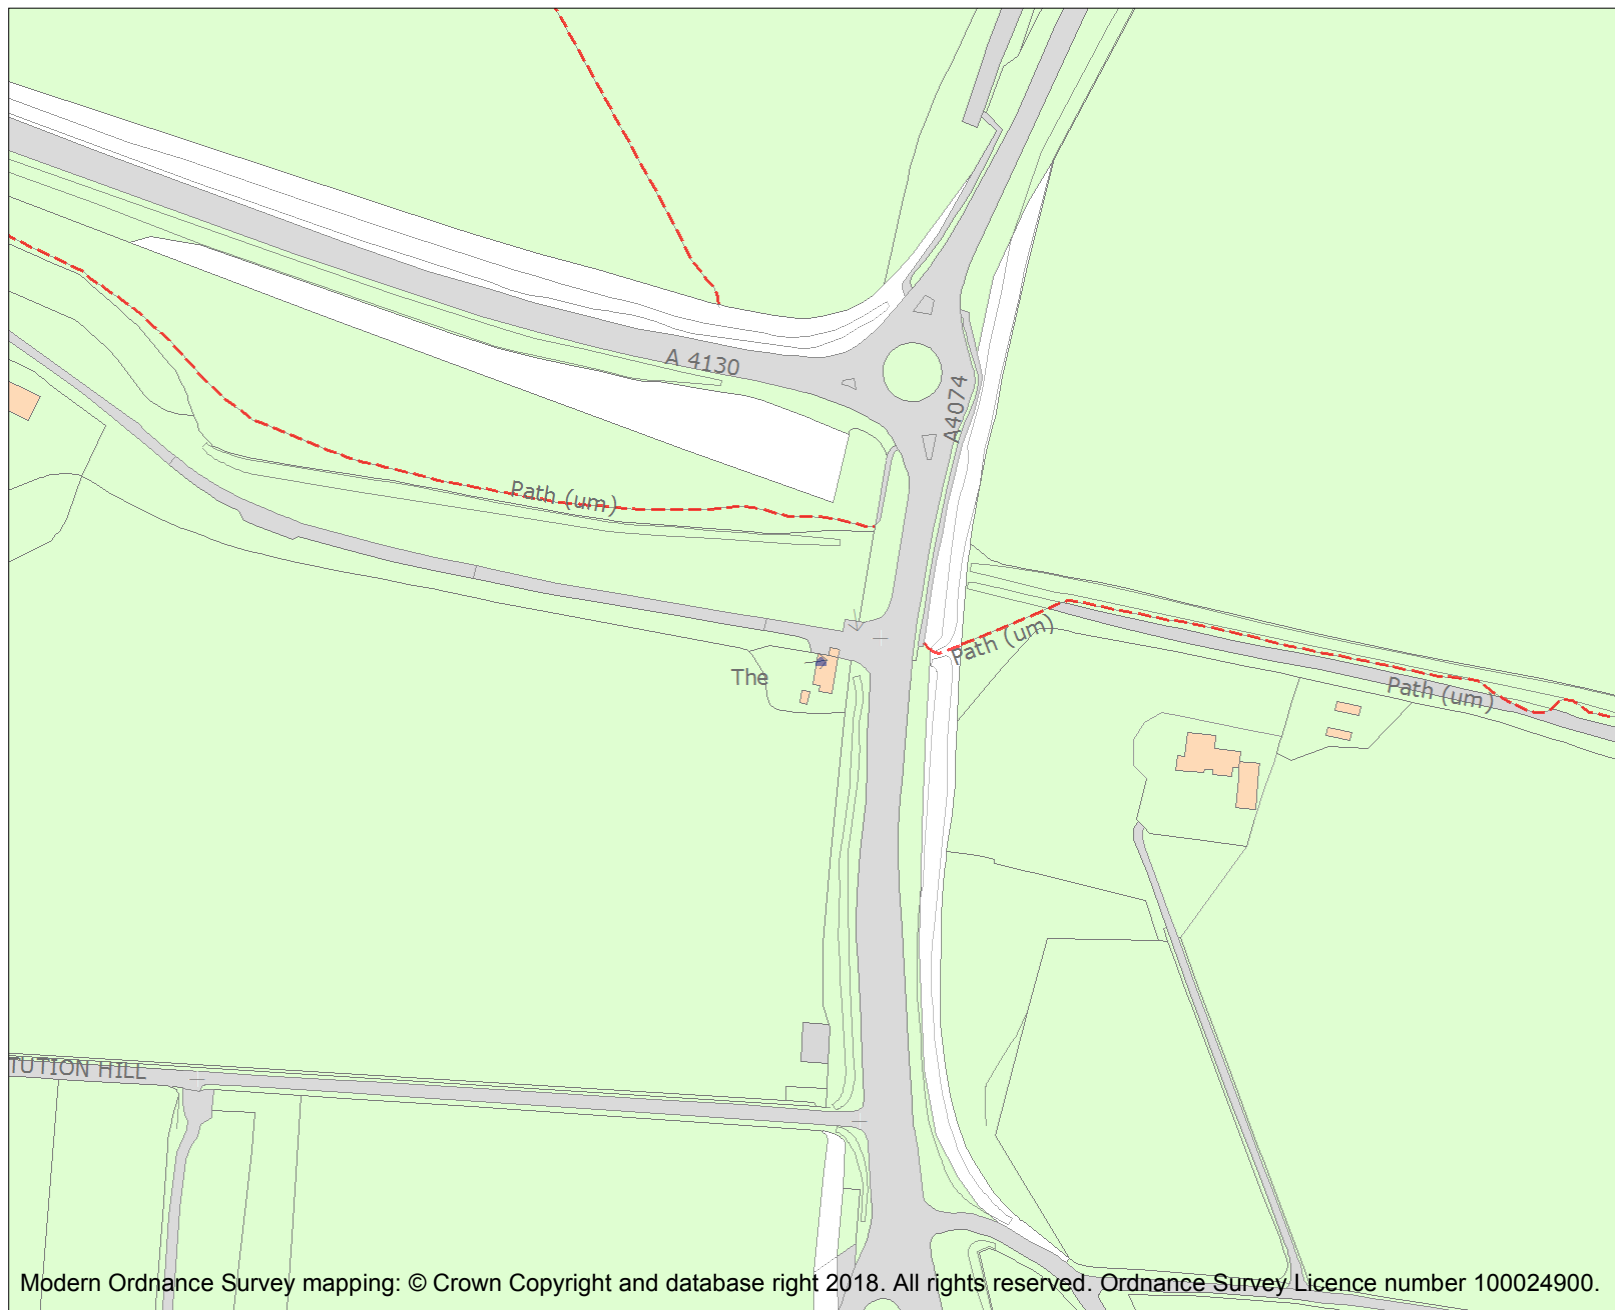 A 4130
A4074
Path (um)
Path (um)
The
Path (um)
TUTION HILL
Modern Ordnance Survey mapping: © Crown Copyright and database right 2018. All rights reserved. Ordnance Survey Licence number 100024900.